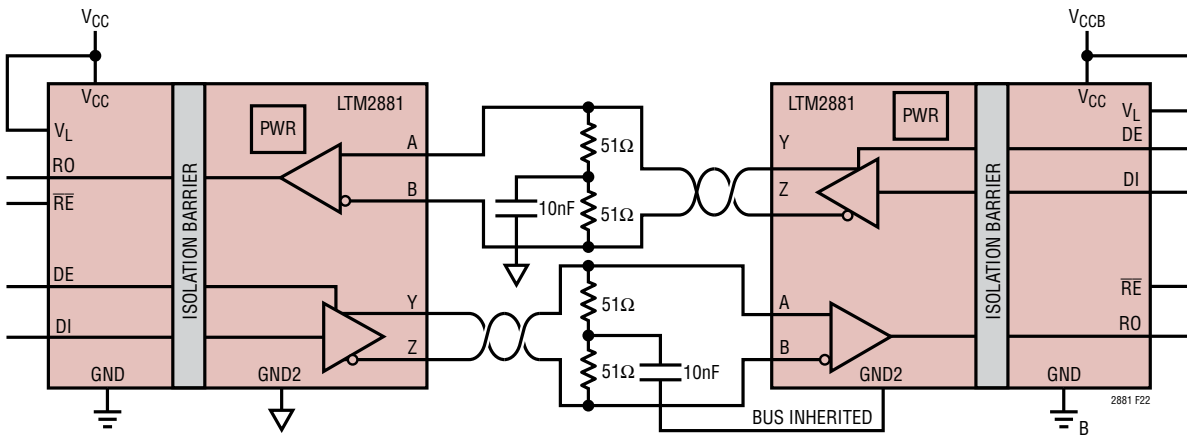 VCC
VCC
VL
RO
RE
DE
DI
GND
ISOLATION BARRIER
PWR
LTM2881
A
B
Y
Z
GND2
51Ω
51Ω
10nF
51Ω
51Ω
10nF
BUS INHERITED
VCCB
LTM2881
PWR
Y
Z
A
B
GND2
ISOLATION BARRIER
VCC
VL
DE
DI
RE
RO
GND
B
2881 F22